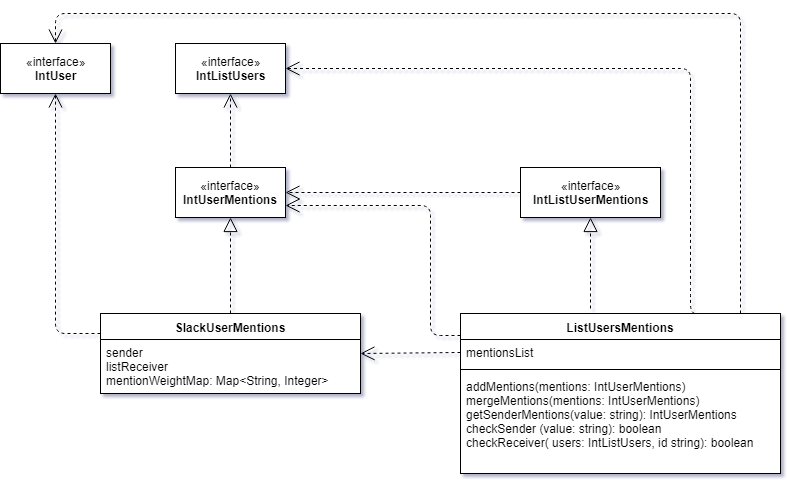 «interface»
IntUser
«interface»
IntListUsers
«interface»
IntUserMentions
«interface»
IntListUserMentions
SlackUserMentions
sender
listReceiver
mentionWeightMap: Map<String, Integer>
ListUsersMentions
mentionsList
addMentions(mentions: IntUserMentions)
mergeMentions(mentions: IntUserMentions)
getSenderMentions(value: string): IntUserMentions
checkSender (value: string): boolean
checkReceiver( users: IntListUsers, id string): boolean